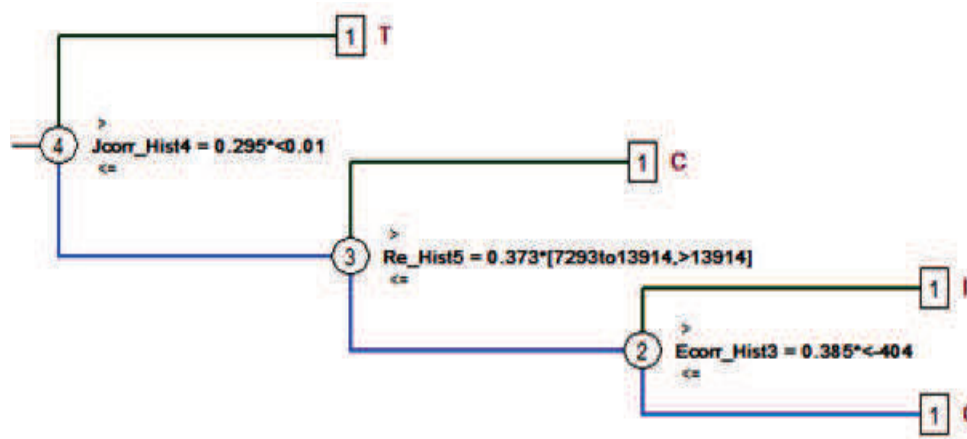 1 T
>
4 Jcorr_Hist4 = 0.295*<0.01
<=
1 C
>
3 Re_Hist5 = 0.373*[7293to13914,>13914]
<=
1
>
2 Ecorr_Hist3 = 0.385*<-404
<=
1